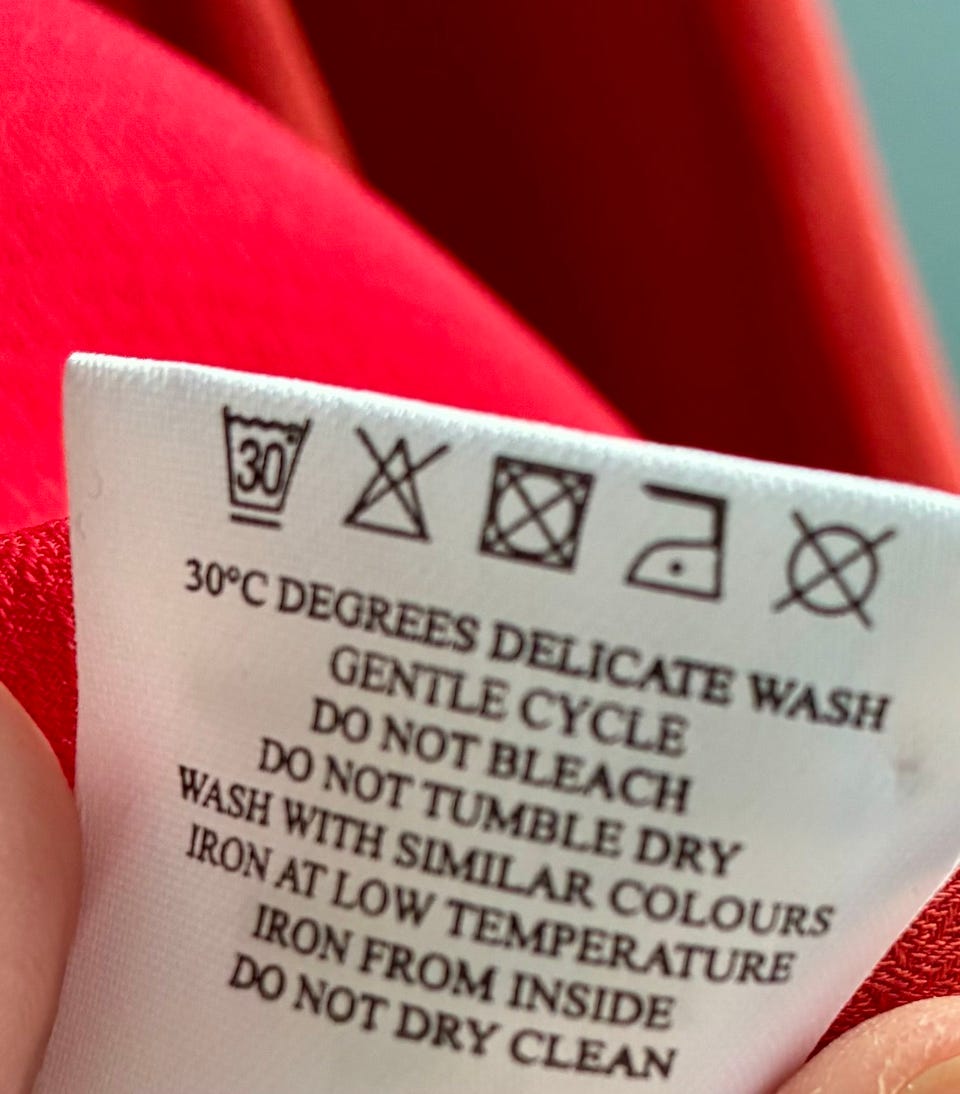 30
30°C DEGREES DELICATE WASH
GENTLE CYCLE
DO NOT BLEACH
DO NOT TUMBLE DRY
WASH WITH SIMILAR COLOURS
IRON AT LOW TEMPERATURE
IRON FROM INSIDE
DO NOT DRY CLEAN